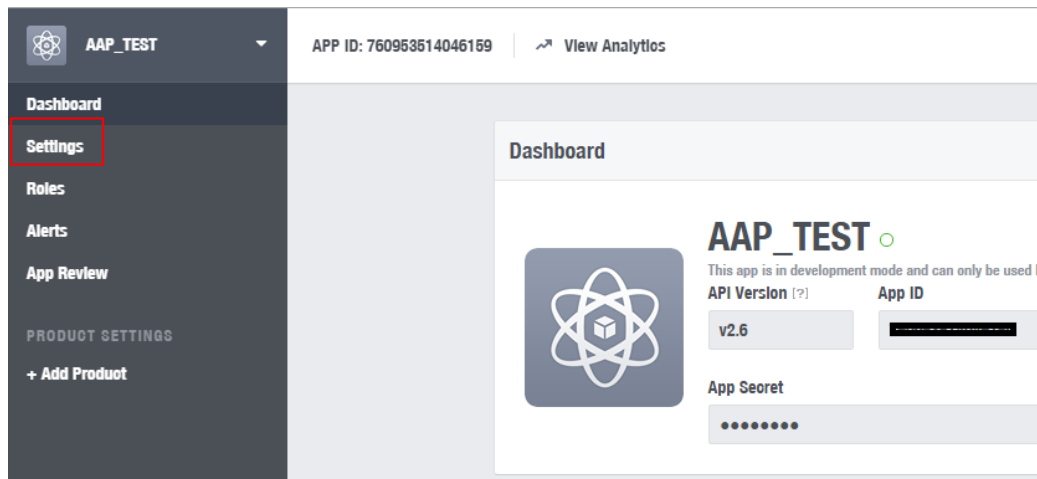 AAP_TEST
APP ID: 760953514046159
View Analytics
Dashboard
Settings
Roles
Alerts
App Review
PRODUCT SETTINGS
+ Add Product
Dashboard
AAP_TEST
This app is in development mode and can only be used
API Version [?]
App ID
v2.6
App Secret
●●●●●●●●